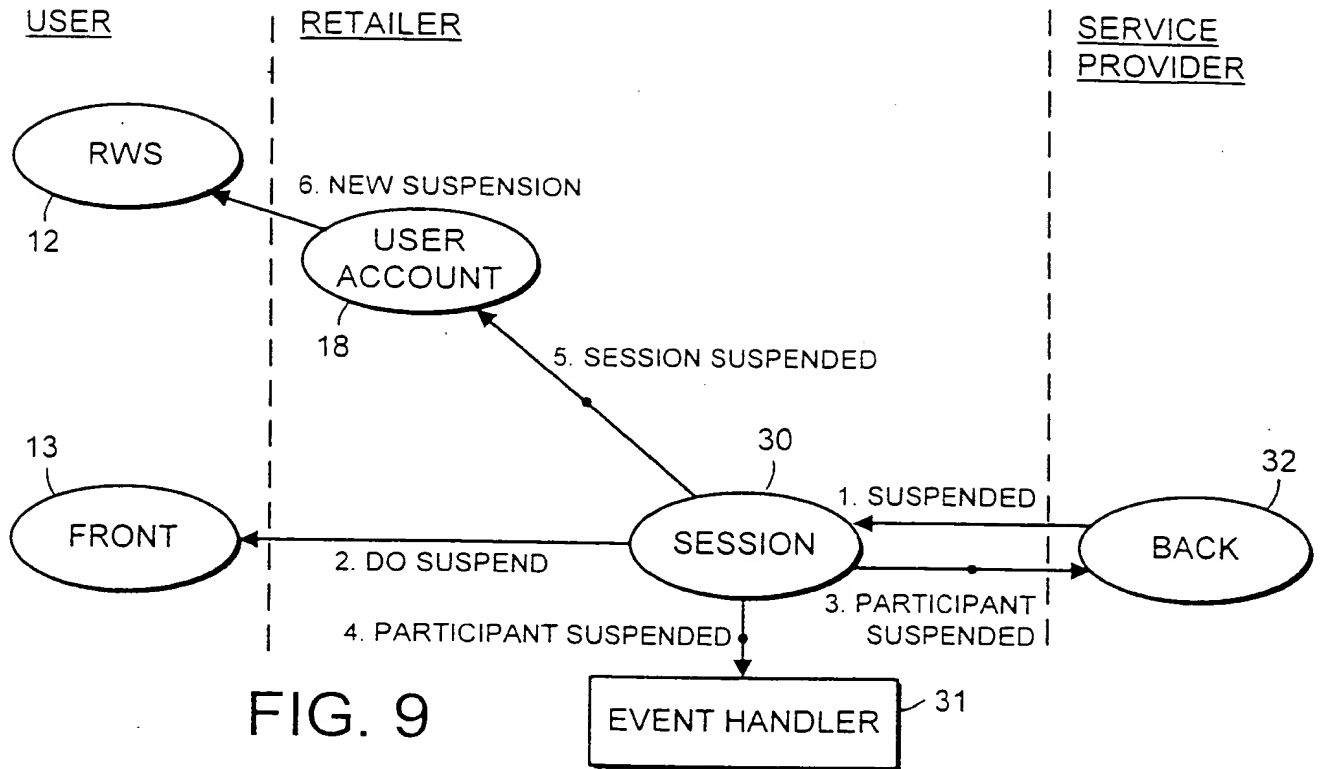 USER
RETAILER
SERVICE
PROVIDER
RWS
12
6. NEW SUSPENSION
USER
ACCOUNT
18
5. SESSION SUSPENDED
13
FRONT
2. DO SUSPEND
30
SESSION
1. SUSPENDED
32
BACK
3. PARTICIPANT
SUSPENDED
4. PARTICIPANT SUSPENDED
EVENT HANDLER
31
FIG. 9